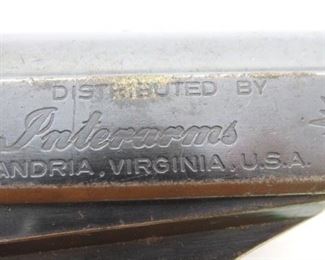 DISTRIBUTED BY
Interarms
ANDRIA, VIRGINIA. U.S.A.